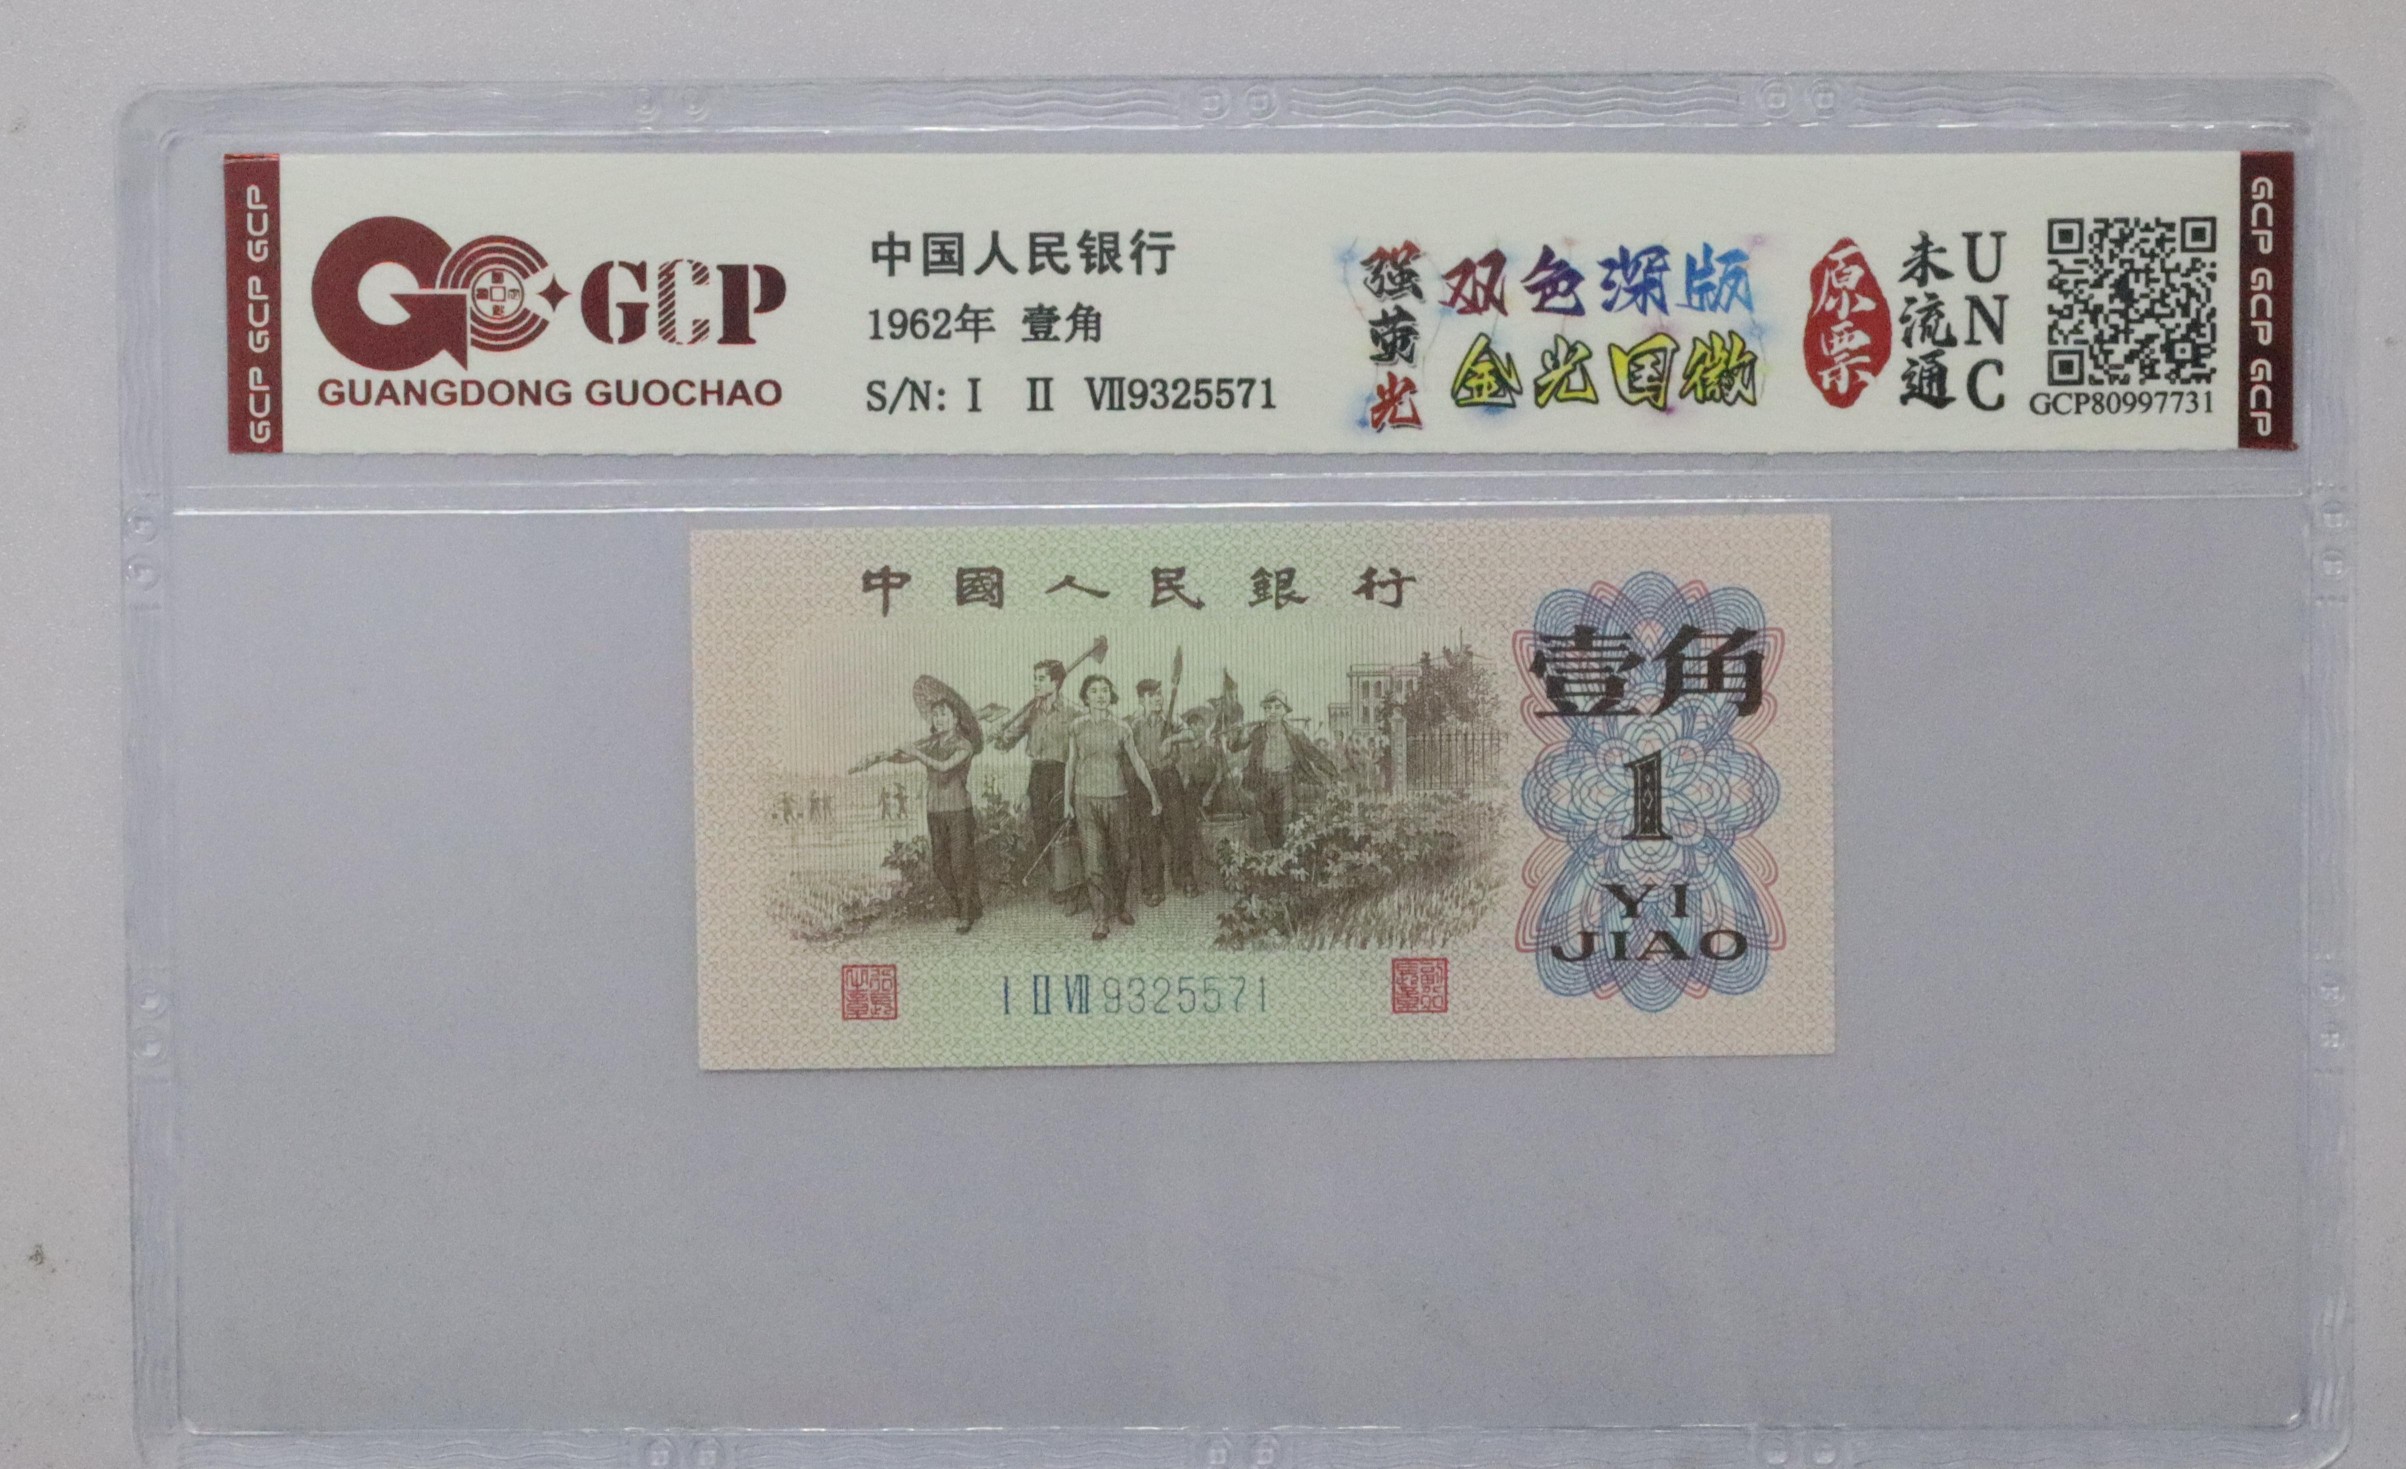 GCP GCP GCP
GCP
GUANGDONG GUOCHAO
中国人民银行
1962年 壹角
S/N: I II VII9325571
强荧光
双色深版
金光国徽
原票
未流通
UNC
GCP80997731
GCP GCP GCP
中國人民銀行
壹角
1
YI
JIAO
I II VII 9325571